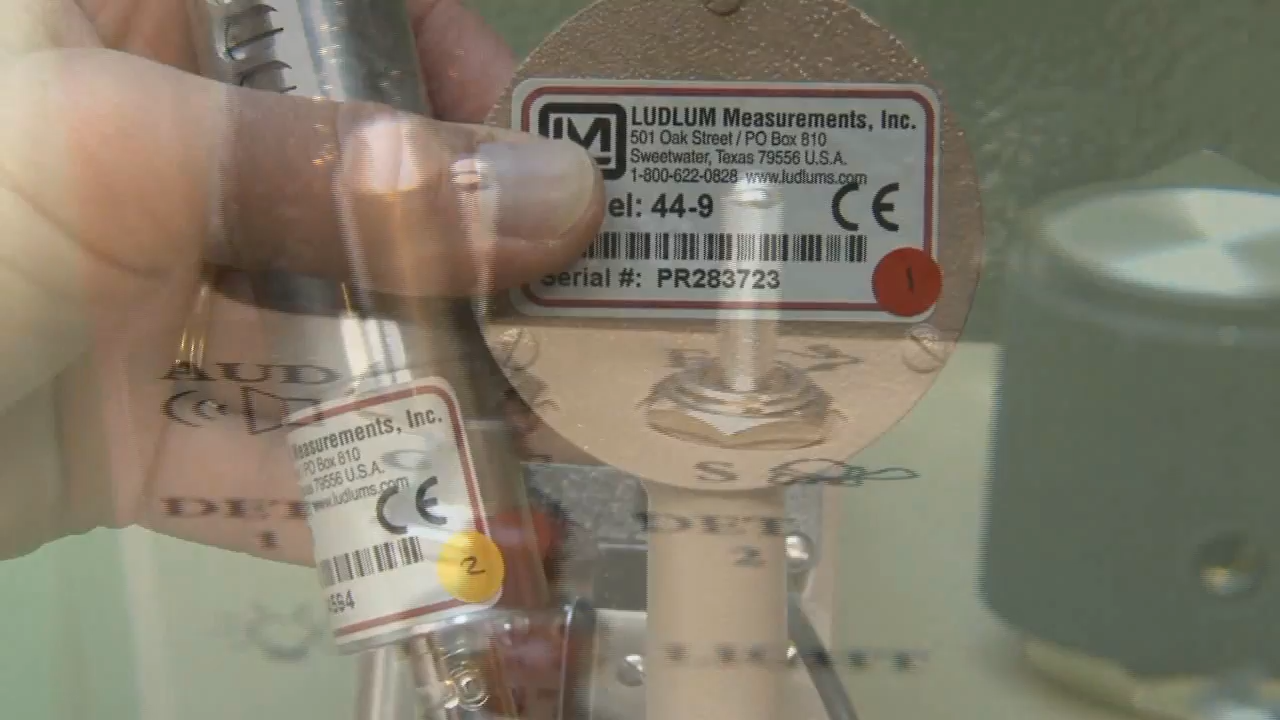 LUDLUM Measurements, Inc.
501 Oak Street / PO Box 810
Sweetwater, Texas 79556 U.S.A.
1-800-622-0828 www.ludlums.com
44-9
CE
Serial #: PR283723
1
AUD
Measurements, Inc.
PO Box 810
79556 U.S.A.
www.ludlums.com
CE
2
S
DET
1
DET
2